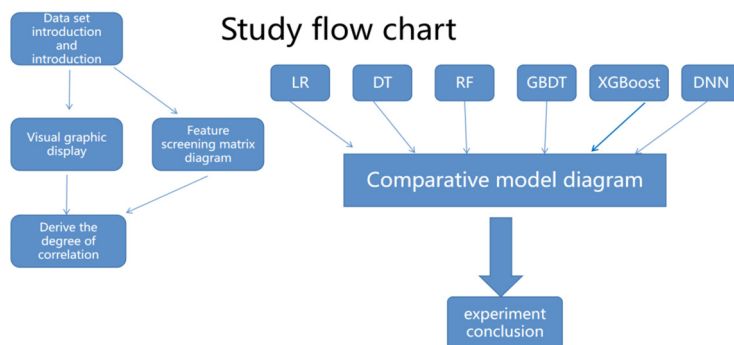 Study flow chart
Data set
introduction
and
introduction
Visual graphic
display
Feature
screening matrix
diagram
Derive the
degree of
correlation
LR
DT
RF
GBDT
XGBoost
DNN
Comparative model diagram
experiment
conclusion